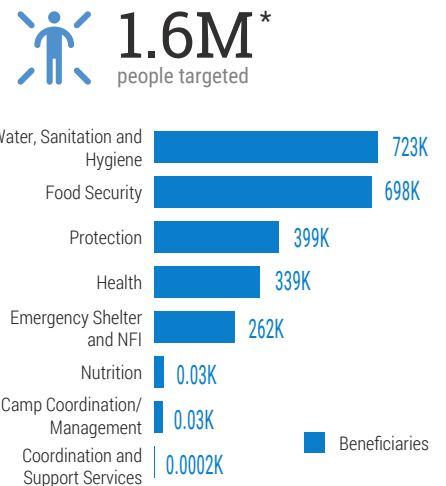 1.6M*
people targeted
Water, Sanitation and
Hygiene
723K
Food Security
698K
Protection
399K
Health
339K
Emergency Shelter
and NFI
262K
Nutrition
0.03K
Camp Coordination/
Management
0.03K
Coordination and
Support Services
0.0002K
Beneficiaries